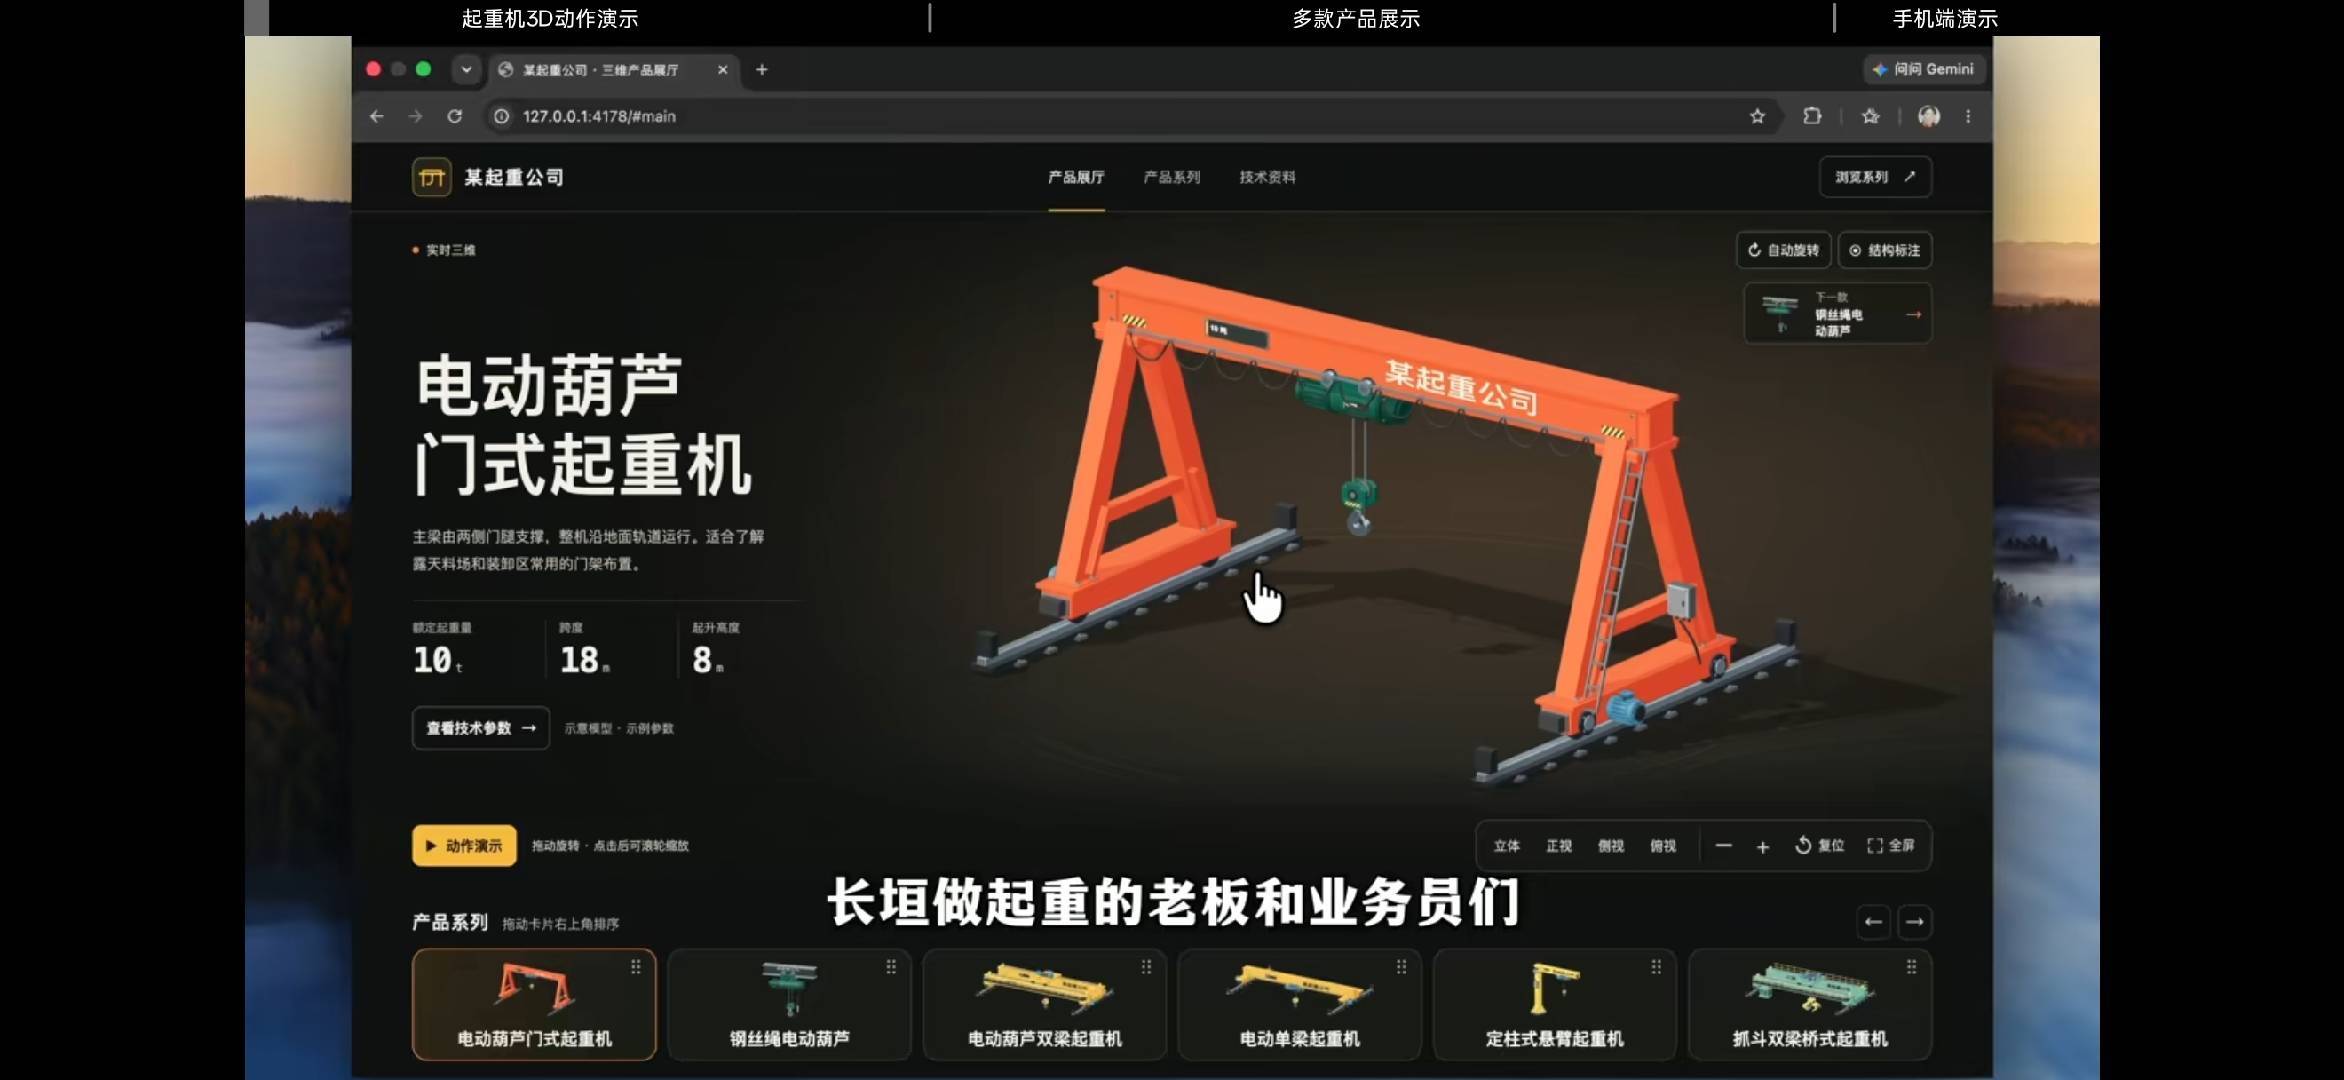 起重机3D动作演示
多款产品展示
手机端演示
某起重公司 · 三维产品展厅
问问 Gemini
127.0.0.1:4178/#main
某起重公司
产品展厅
产品系列
技术资料
浏览系列
实时三维
自动旋转
结构标注
下一款
钢丝绳电
动葫芦
某起重公司
电动葫芦
门式起重机
主梁由两侧门腿支撑，整机沿地面轨道运行。适合了解
露天料场和装卸区常用的门架布置。
额定起重量
跨度
起升高度
10 t
18 m
8 m
查看技术参数 →
示意模型 · 示例参数
动作演示
拖动旋转 · 点击后可滚轮缩放
立体
正视
侧视
俯视
复位
全屏
长垣做起重的老板和业务员们
产品系列
拖动卡片右上角排序
电动葫芦门式起重机
钢丝绳电动葫芦
电动葫芦双梁起重机
电动单梁起重机
定柱式悬臂起重机
抓斗双梁桥式起重机